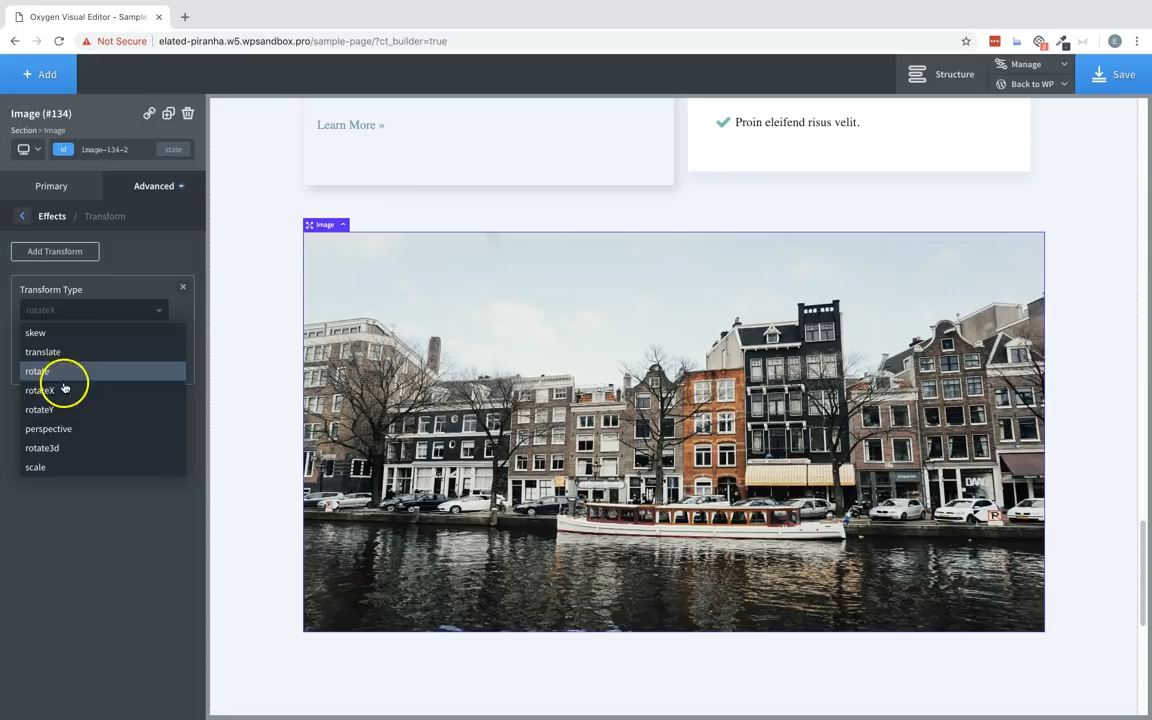 Oxygen Visual Editor - Sample
Not Secure
elated-piranha.w5.wpsandbox.pro/sample-page/?ct_builder=true
E
+ Add
Structure
Manage
Back to WP
Save
Image (#134)
Section > Image
id
image-134-2
state
Primary
Advanced
Effects / Transform
Add Transform
Transform Type
rotateX
skew
translate
rotate
rotateX
rotateY
perspective
rotate3d
scale
Learn More »
Proin eleifend risus velit.
Image